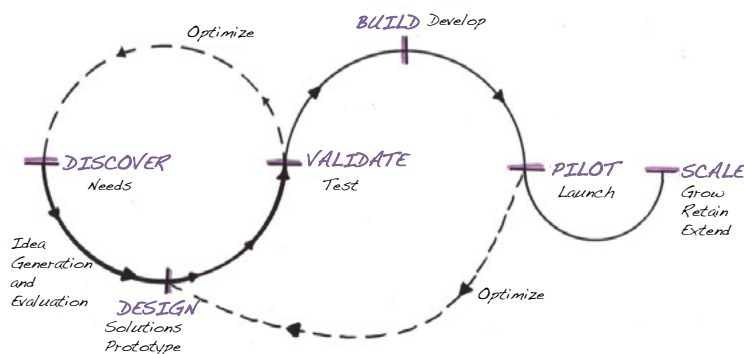 Optimize
BUILD Develop
DISCOVER
Needs
VALIDATE
Test
PILOT
Launch
SCALE
Grow
Retain
Extend
Idea
Generation
and
Evaluation
DESIGN
Solutions
Prototype
Optimize